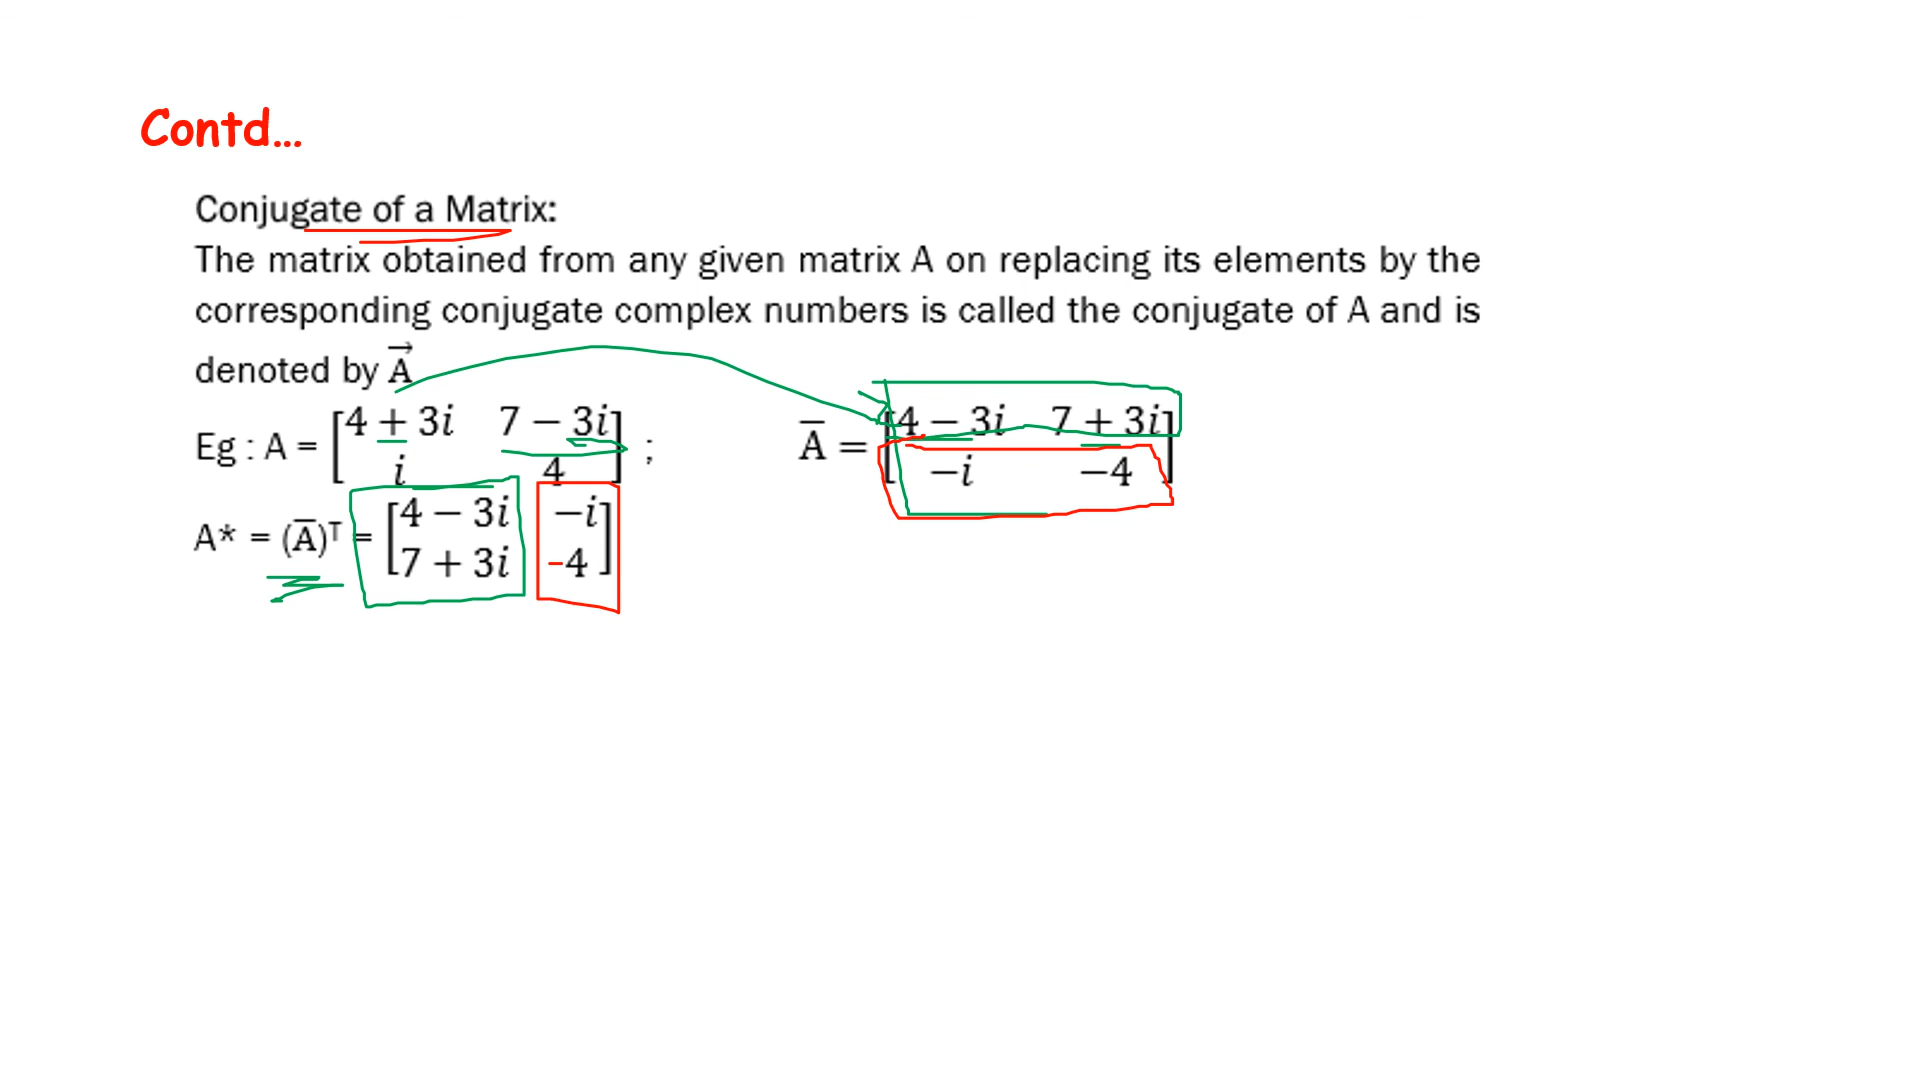 Contd...
Conjugate of a Matrix:
The matrix obtained from any given matrix A on replacing its elements by the
corresponding conjugate complex numbers is called the conjugate of A and is
denoted by A⃗
Eg : A = [4 + 3i 7 − 3i; i 4] ; A̅ = [4 − 3i 7 + 3i; −i −4]
A* = (A̅)ᵀ = [4 − 3i −i; 7 + 3i -4]